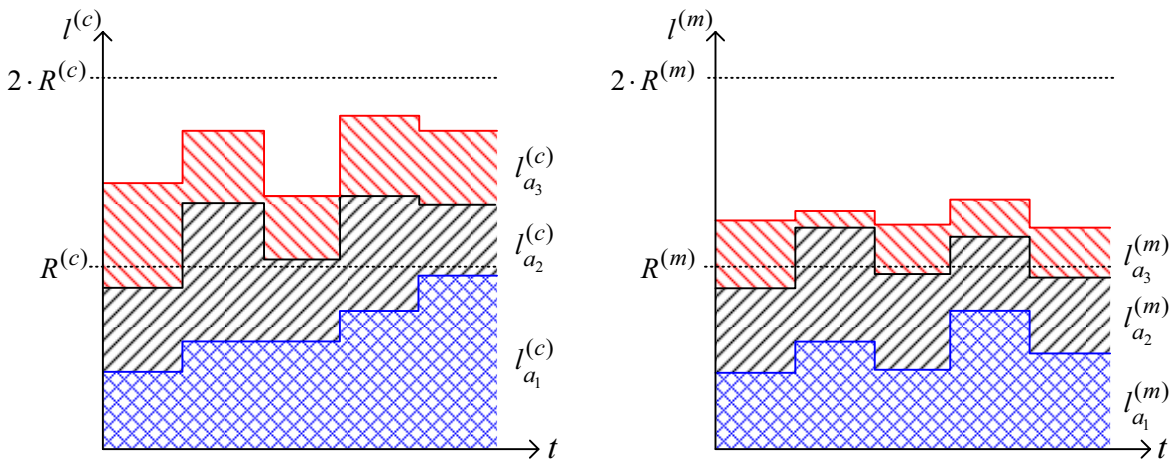 l^{(c)}
2 · R^{(c)}
R^{(c)}
l_{a_3}^{(c)}
l_{a_2}^{(c)}
l_{a_1}^{(c)}
t
l^{(m)}
2 · R^{(m)}
R^{(m)}
l_{a_3}^{(m)}
l_{a_2}^{(m)}
l_{a_1}^{(m)}
t